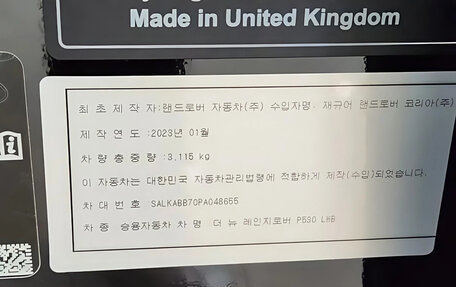 Made in United Kingdom
최초제작자:랜드로버 자동차(주) 수입자명. 재규어 랜드로버 코리아(주)
제작연도:2023년 01월
차량총중량:3,115 kg
이 자동차는 대한민국 자동차관리법령에 적합하게 제작(수입)되었습니다.
차대번호 SALKABB70PA048655
차종 승용자동차 차명 더 뉴 레인지로버 P530 LWB